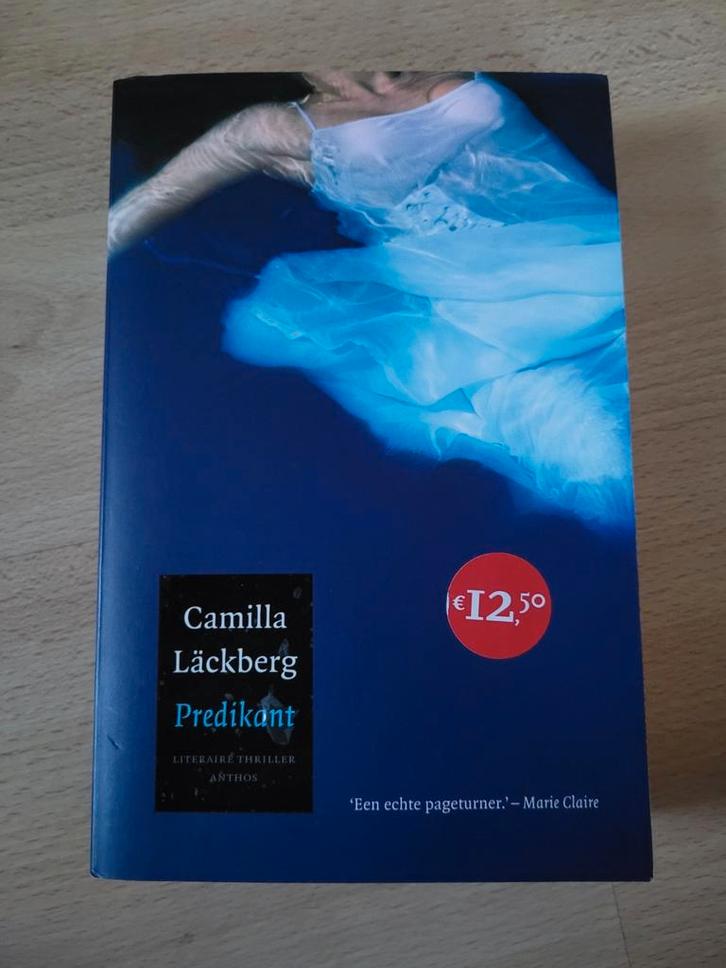 €12,50
Camilla
Läckberg
Predikant
LITERAIRE THRILLER
ANTHOS
‘Een echte pageturner.’ – Marie Claire